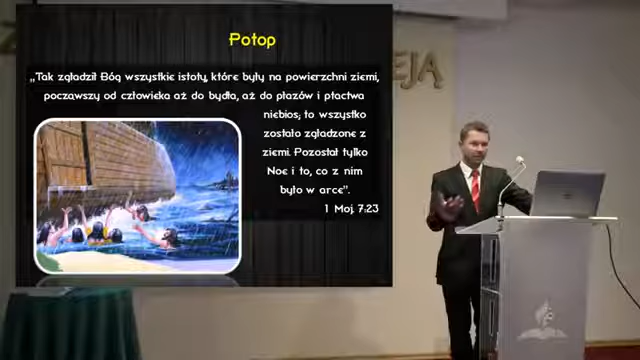 Potop
„Tak zgładził Bóg wszystkie istoty, które były na powierzchni ziemi,
począwszy od człowieka aż do bydła, aż do płazów i ptactwa
niebios; to wszystko
zostało zgładzone z
ziemi. Pozostał tylko
Noe i to, co z nim
było w arce".
1 Moj. 7:23
EJĄ